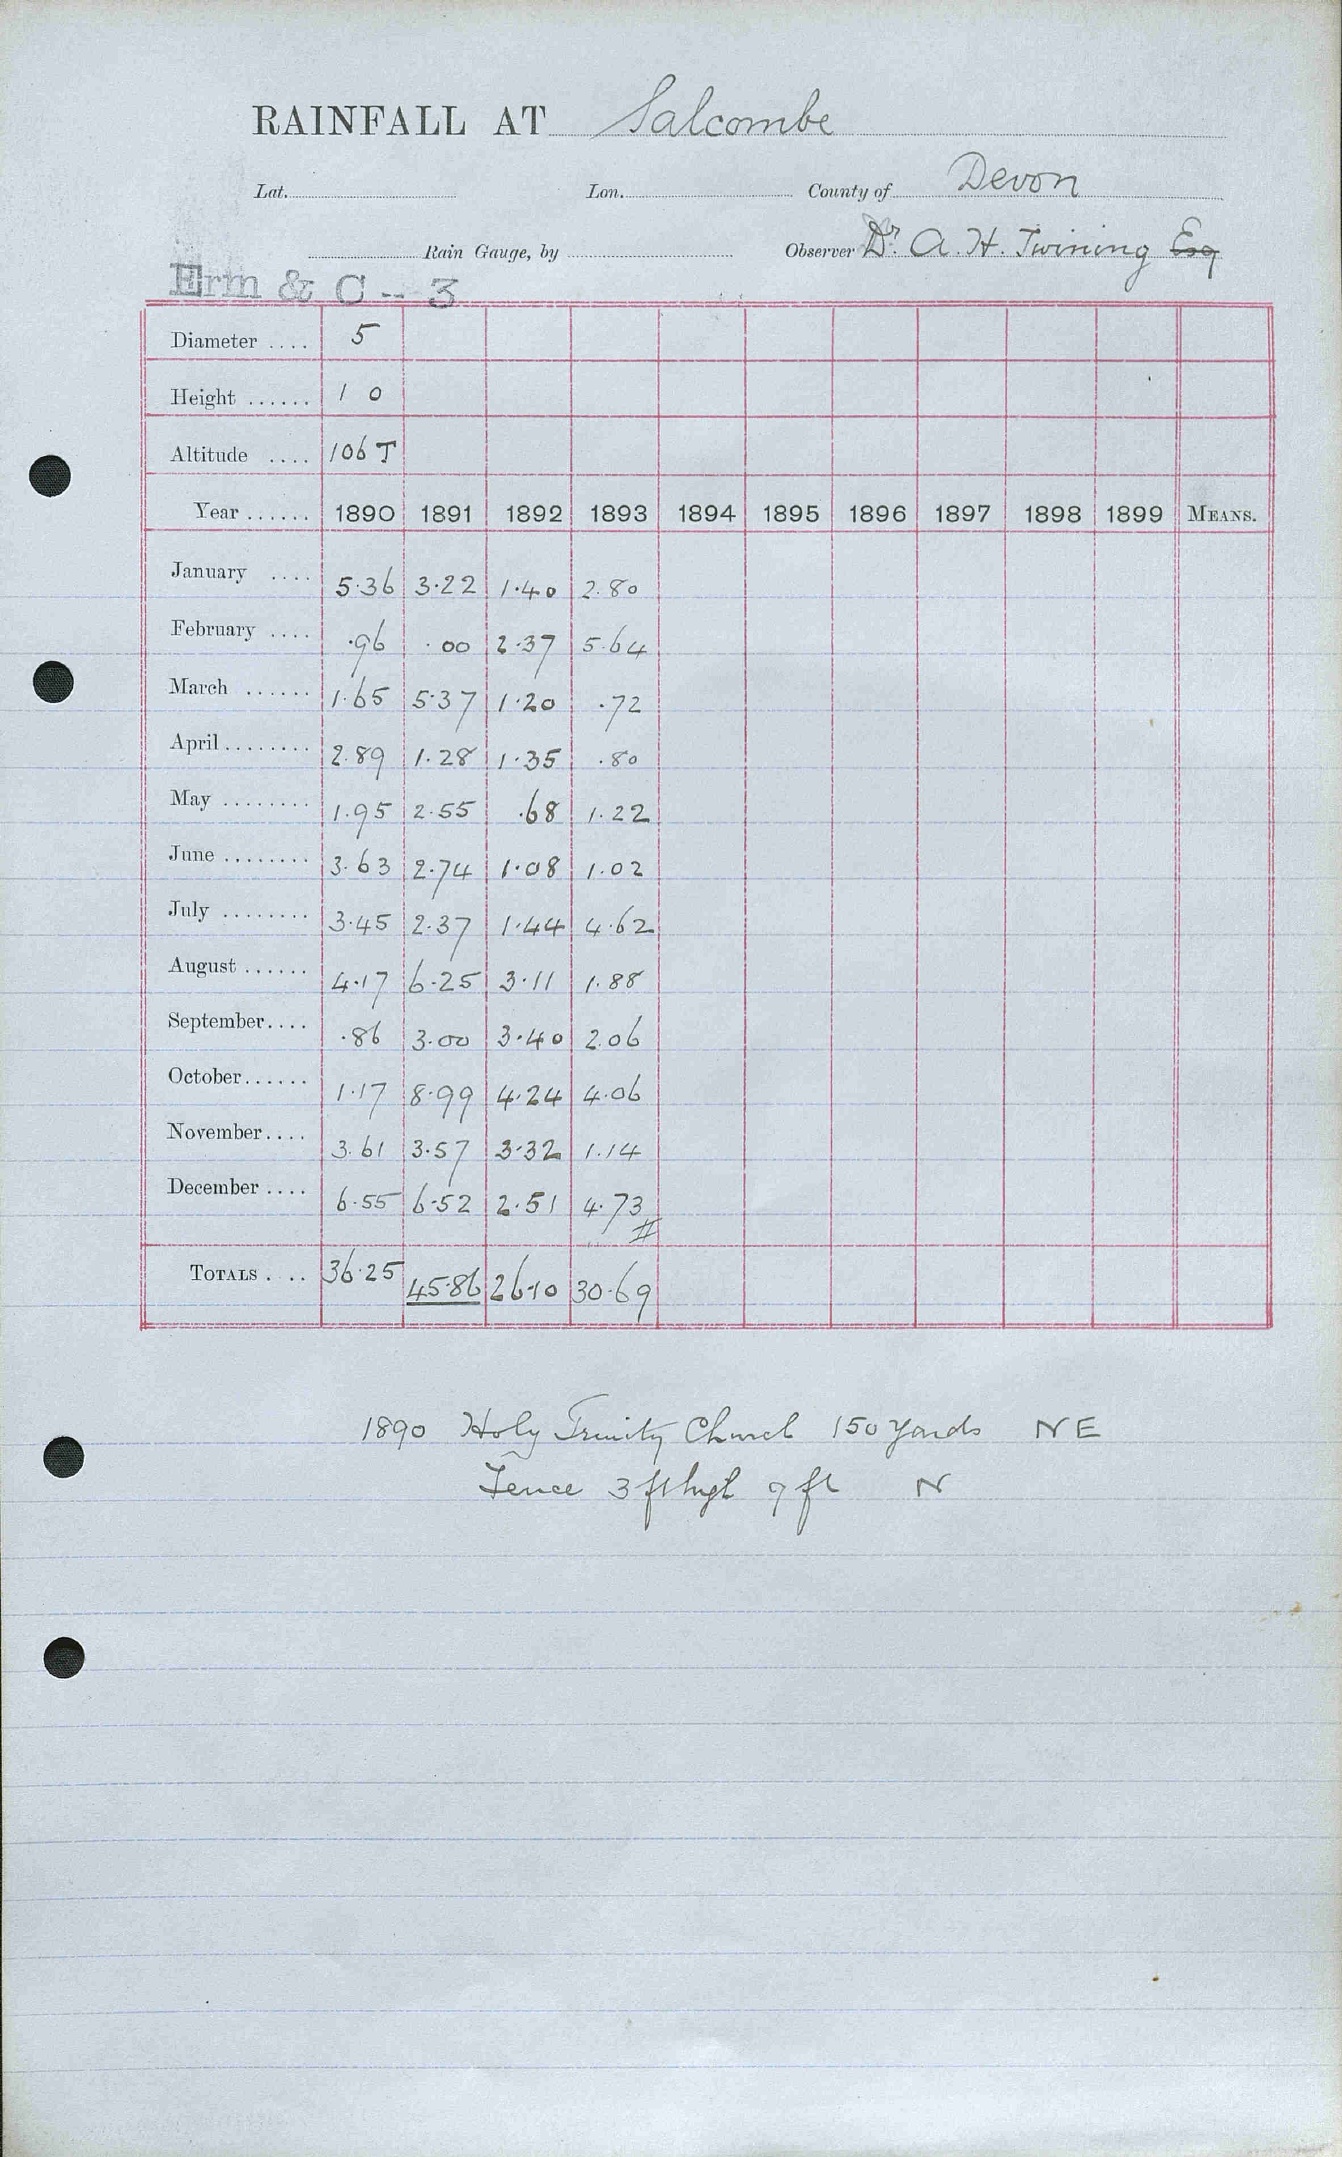 RAINFALL AT Salcombe
Lat. Lon. County of Devon
Rain Gauge, by Observer Dr. A. H. Twining Esq
Erm & C -- 3
Diameter .... 5
Height ...... 1 0
Altitude .... 106 T
Year ...... 1890 1891 1892 1893 1894 1895 1896 1897 1898 1899 MEANS.
January .... 5.36 3.22 1.40 2.80
February .... .96 .00 2.37 5.64
March ...... 1.65 5.37 1.20 .72
April ........ 2.89 1.28 1.35 .80
May ........ 1.95 2.55 .68 1.22
June ........ 3.63 2.74 1.08 1.02
July ........ 3.45 2.37 1.44 4.62
August ...... 4.17 6.25 3.11 1.88
September.... .86 3.00 3.40 2.06
October...... 1.17 8.99 4.24 4.06
November.... 3.61 3.57 3.32 1.14
December .... 6.55 6.52 2.51 4.73
TOTALS . .. 36.25 45.86 26.10 30.69
1890 Holy Trinity Church 150 Yards NE
Fence 3 ft high 9 ft N